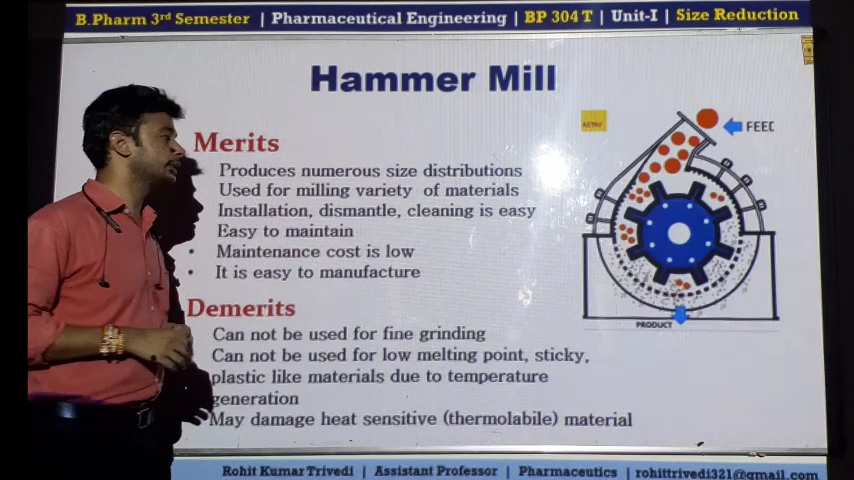 B.Pharm 3rd Semester | Pharmaceutical Engineering | BP 304 T | Unit-I | Size Reduction
Hammer Mill
ASTAV
FEED
Merits
Produces numerous size distributions
Used for milling variety of materials
Installation, dismantle, cleaning is easy
Easy to maintain
• Maintenance cost is low
• It is easy to manufacture
PRODUCT
Demerits
Can not be used for fine grinding
Can not be used for low melting point, sticky,
plastic like materials due to temperature
generation
May damage heat sensitive (thermolabile) material
Rohit Kumar Trivedi | Assistant Professor | Pharmaceutics | rohittrivedi321@gmail.com